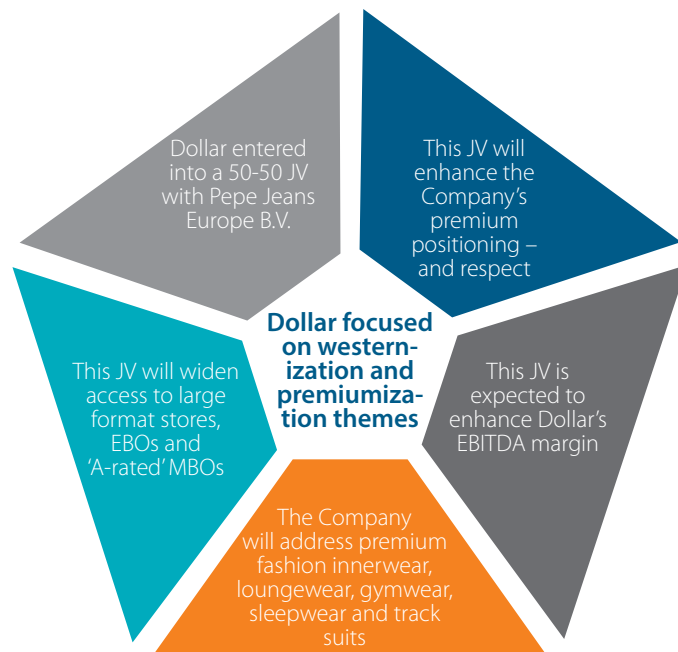 Dollar entered
into a 50-50 JV
with Pepe Jeans
Europe B.V.
This JV will
enhance the
Company's
premium
positioning –
and respect
Dollar focused
on western-
ization and
premiumiza-
tion themes
This JV will widen
access to large
format stores,
EBOs and
‘A-rated’ MBOs
This JV is
expected to
enhance Dollar’s
EBITDA margin
The Company
will address premium
fashion innerwear,
loungewear, gymwear,
sleepwear and track
suits